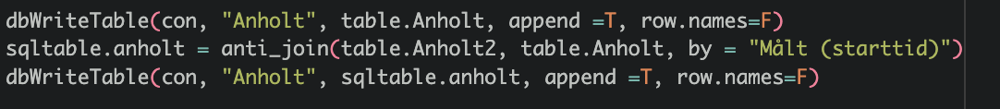 dbWriteTable(con, "Anholt", table.Anholt, append =T, row.names=F)
sqltable.anholt = anti_join(table.Anholt2, table.Anholt, by = "Målt (starttid)")
dbWriteTable(con, "Anholt", sqltable.anholt, append =T, row.names=F)